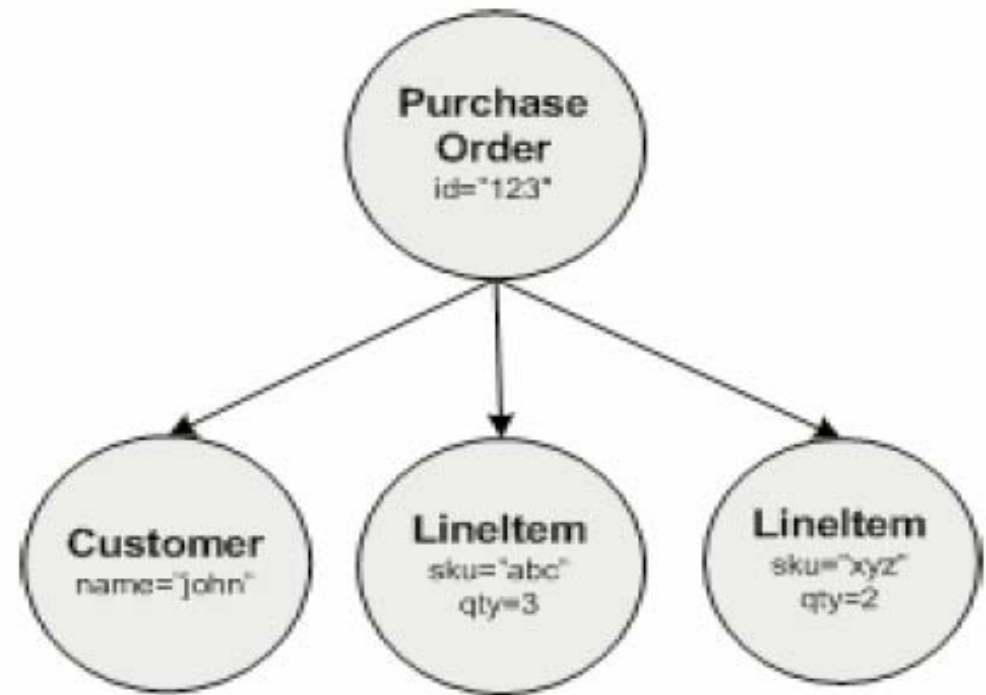 Purchase
Order
id="123"
Customer
name="john"
LineItem
sku="abc"
qty=3
LineItem
sku="xyz"
qty=2